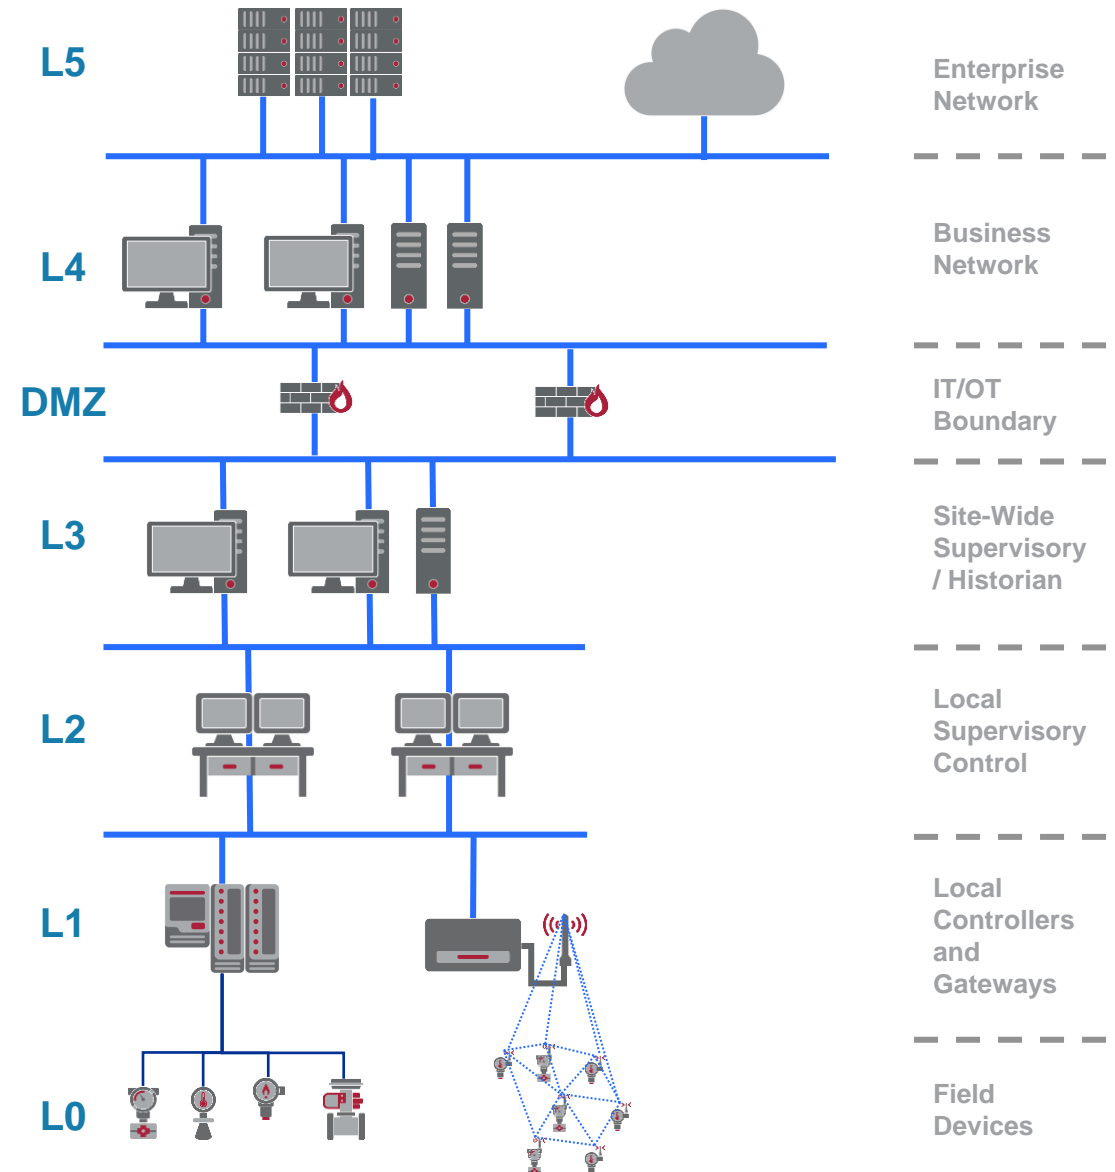 L5
Enterprise
Network
L4
Business
Network
DMZ
IT/OT
Boundary
L3
Site-Wide
Supervisory
/ Historian
L2
Local
Supervisory
Control
L1
Local
Controllers
and
Gateways
L0
Field
Devices